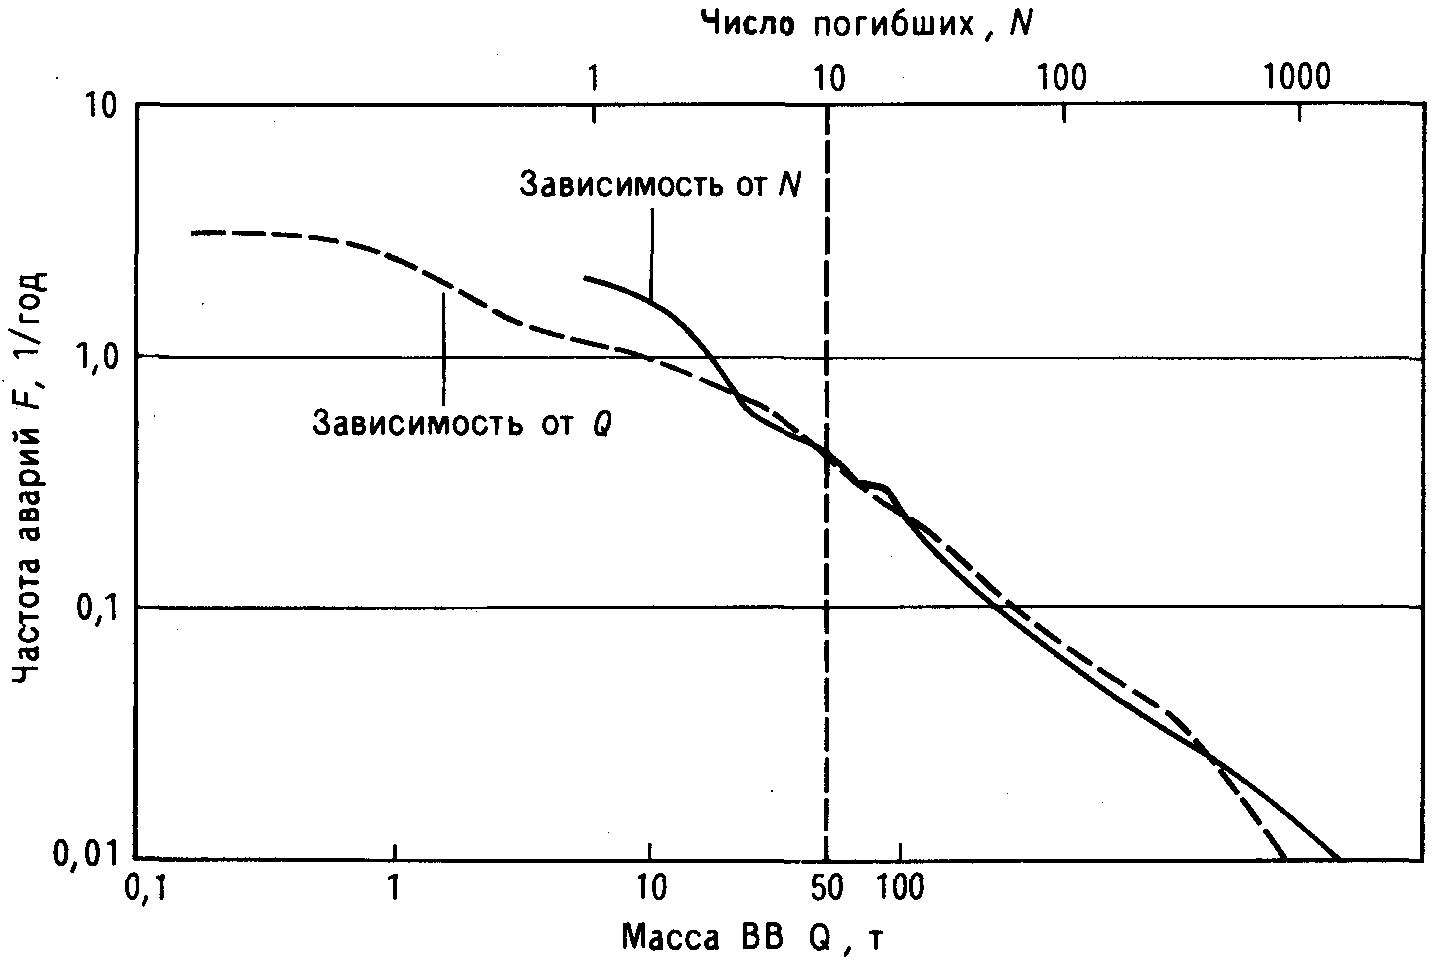 Число погибших, N
1 10 100 1000
10
Зависимость от N
Частота аварий F, 1/год
1,0
Зависимость от Q
0,1
0,01
0,1 1 10 50 100
Масса ВВ Q, т